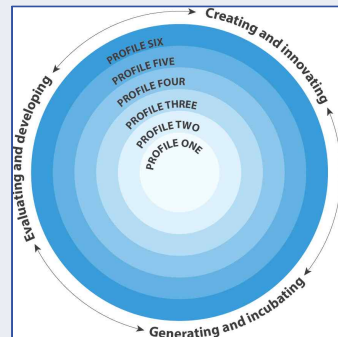 Creating and innovating
Evaluating and developing
PROFILE SIX
PROFILE FIVE
PROFILE FOUR
PROFILE THREE
PROFILE TWO
PROFILE ONE
Generating and incubating